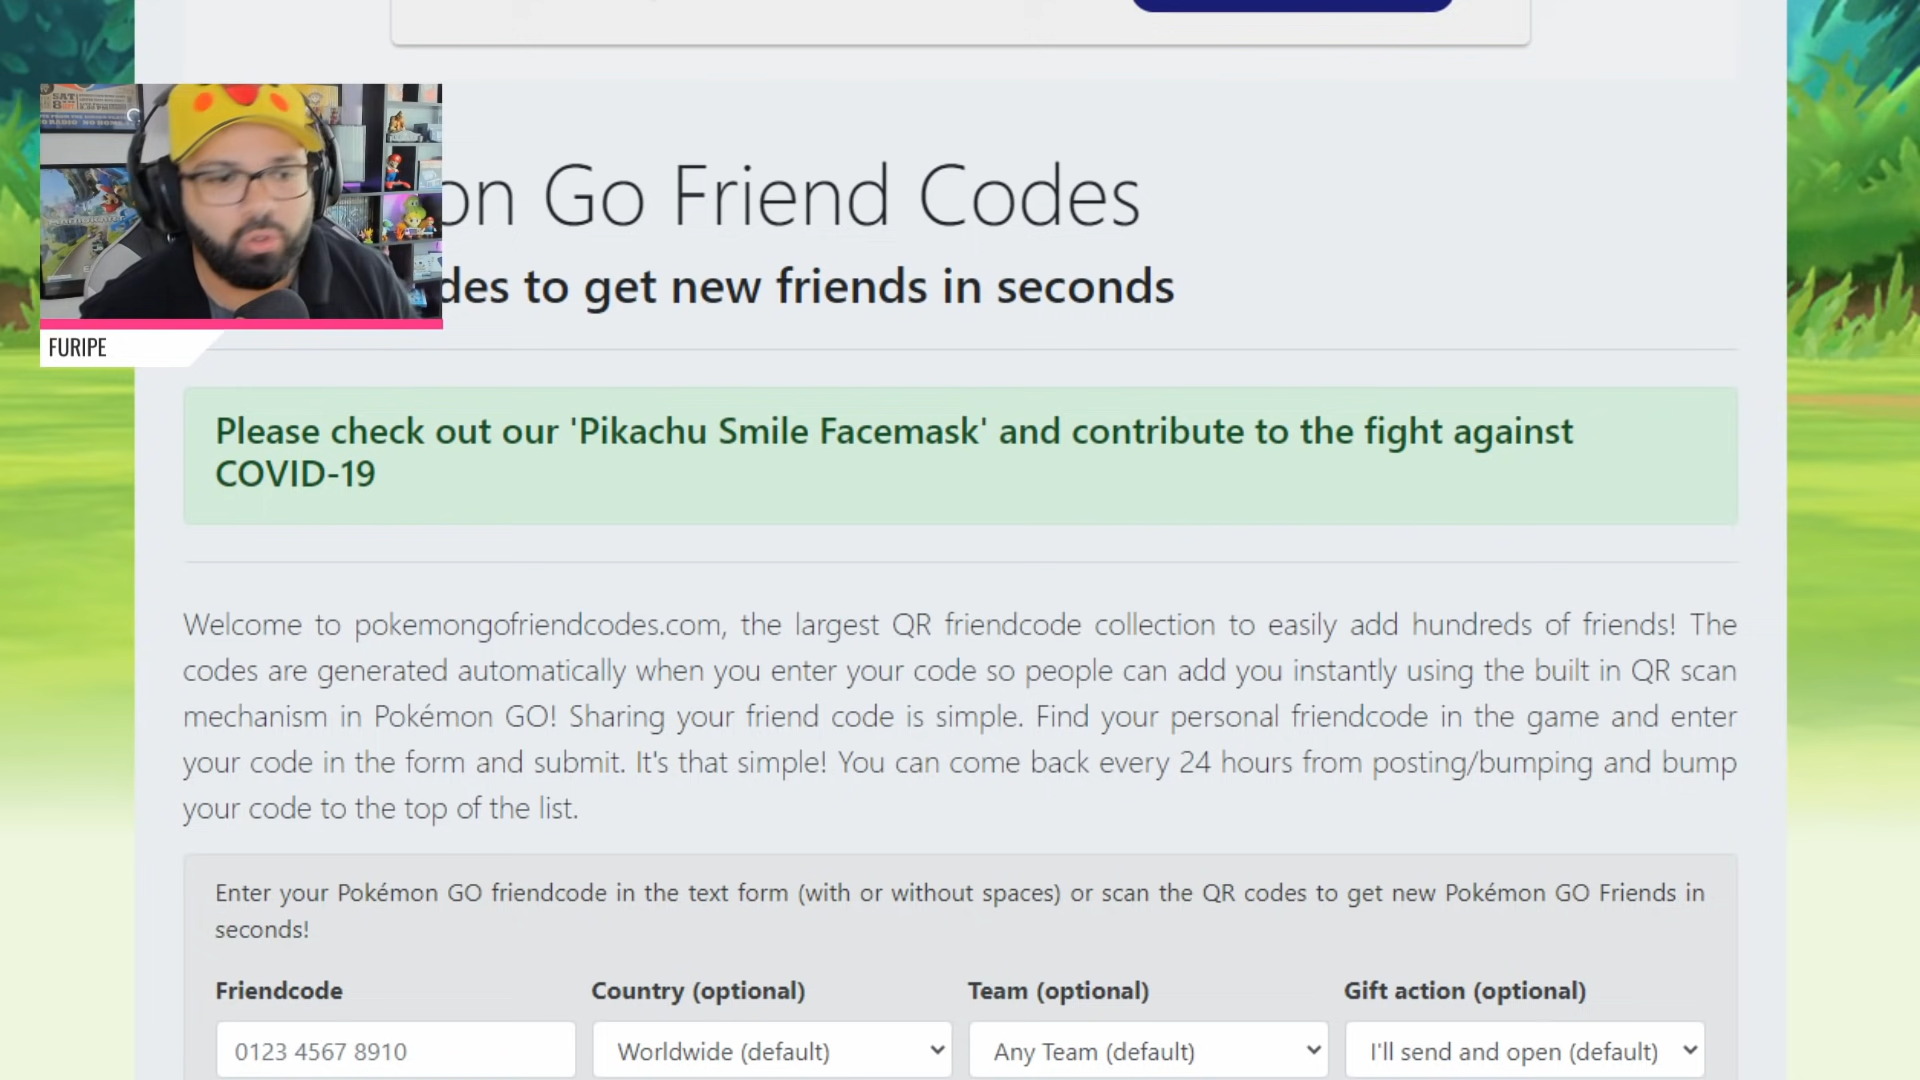 SAT
on Go Friend Codes
des to get new friends in seconds
FURIPE
Please check out our 'Pikachu Smile Facemask' and contribute to the fight against
COVID-19
Welcome to pokemongofriendcodes.com, the largest QR friendcode collection to easily add hundreds of friends! The
codes are generated automatically when you enter your code so people can add you instantly using the built in QR scan
mechanism in Pokémon GO! Sharing your friend code is simple. Find your personal friendcode in the game and enter
your code in the form and submit. It's that simple! You can come back every 24 hours from posting/bumping and bump
your code to the top of the list.
Enter your Pokémon GO friendcode in the text form (with or without spaces) or scan the QR codes to get new Pokémon GO Friends in
seconds!
Friendcode Country (optional) Team (optional) Gift action (optional)
0123 4567 8910 Worldwide (default) Any Team (default) I'll send and open (default)